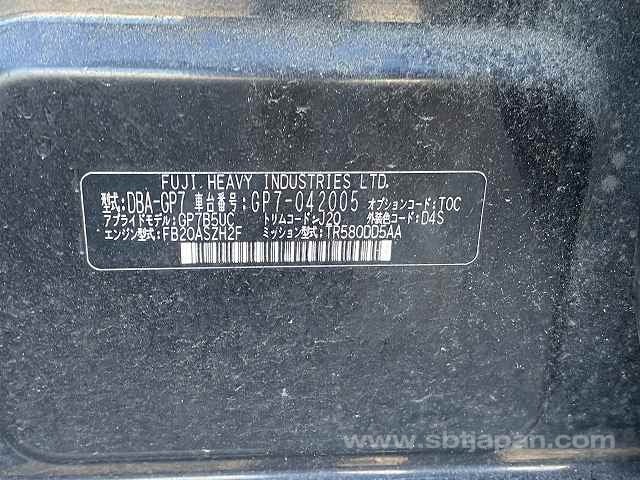 FUJI HEAVY INDUSTRIES LTD.
型式:DBA-GP7 車台番号:GP7-042005 オプションコード:TOC
アプライドモデル:GP7B5UC トリムコード:J20 外装色コード:D4S
エンジン型式:FB20ASZH2F ミッション型式:TR580DD5AA
www.sbtjapan.com